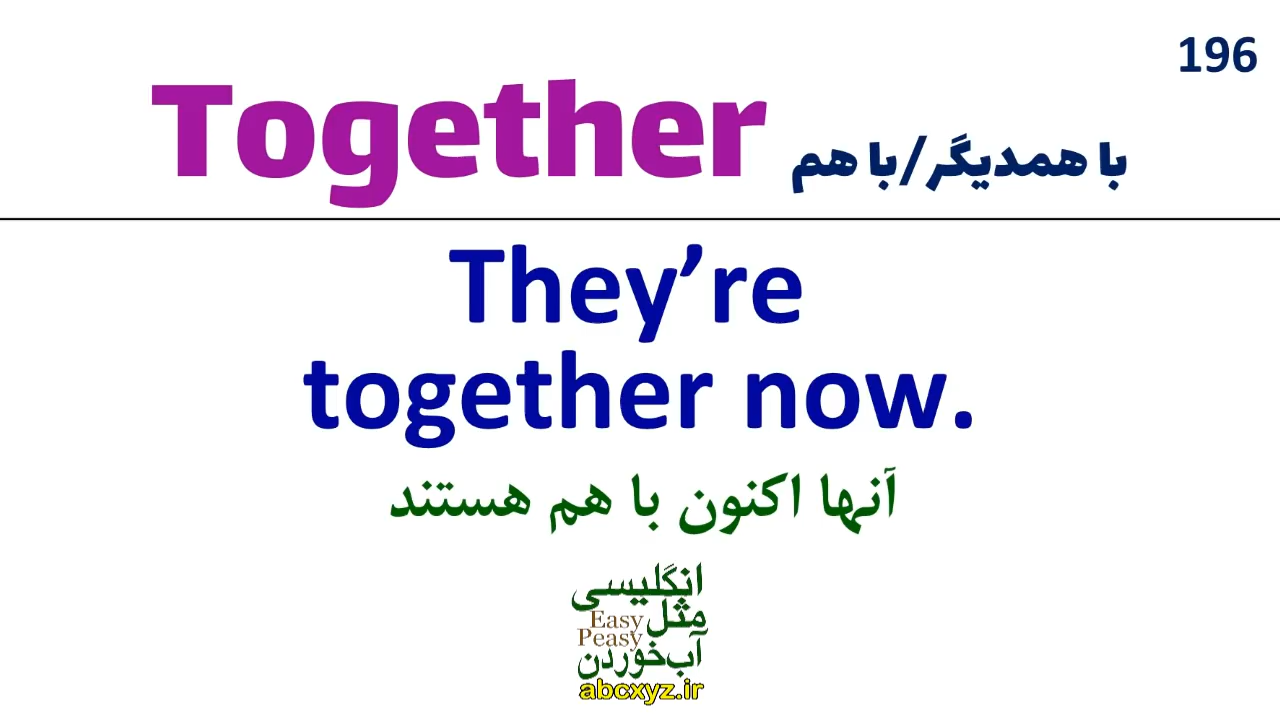 196
Together با همدیگر/با هم
They’re
together now.
آنها اکنون با هم هستند
انگلیسی
مثل Easy
Peasy
آب‌خوردن
abcxyz.ir